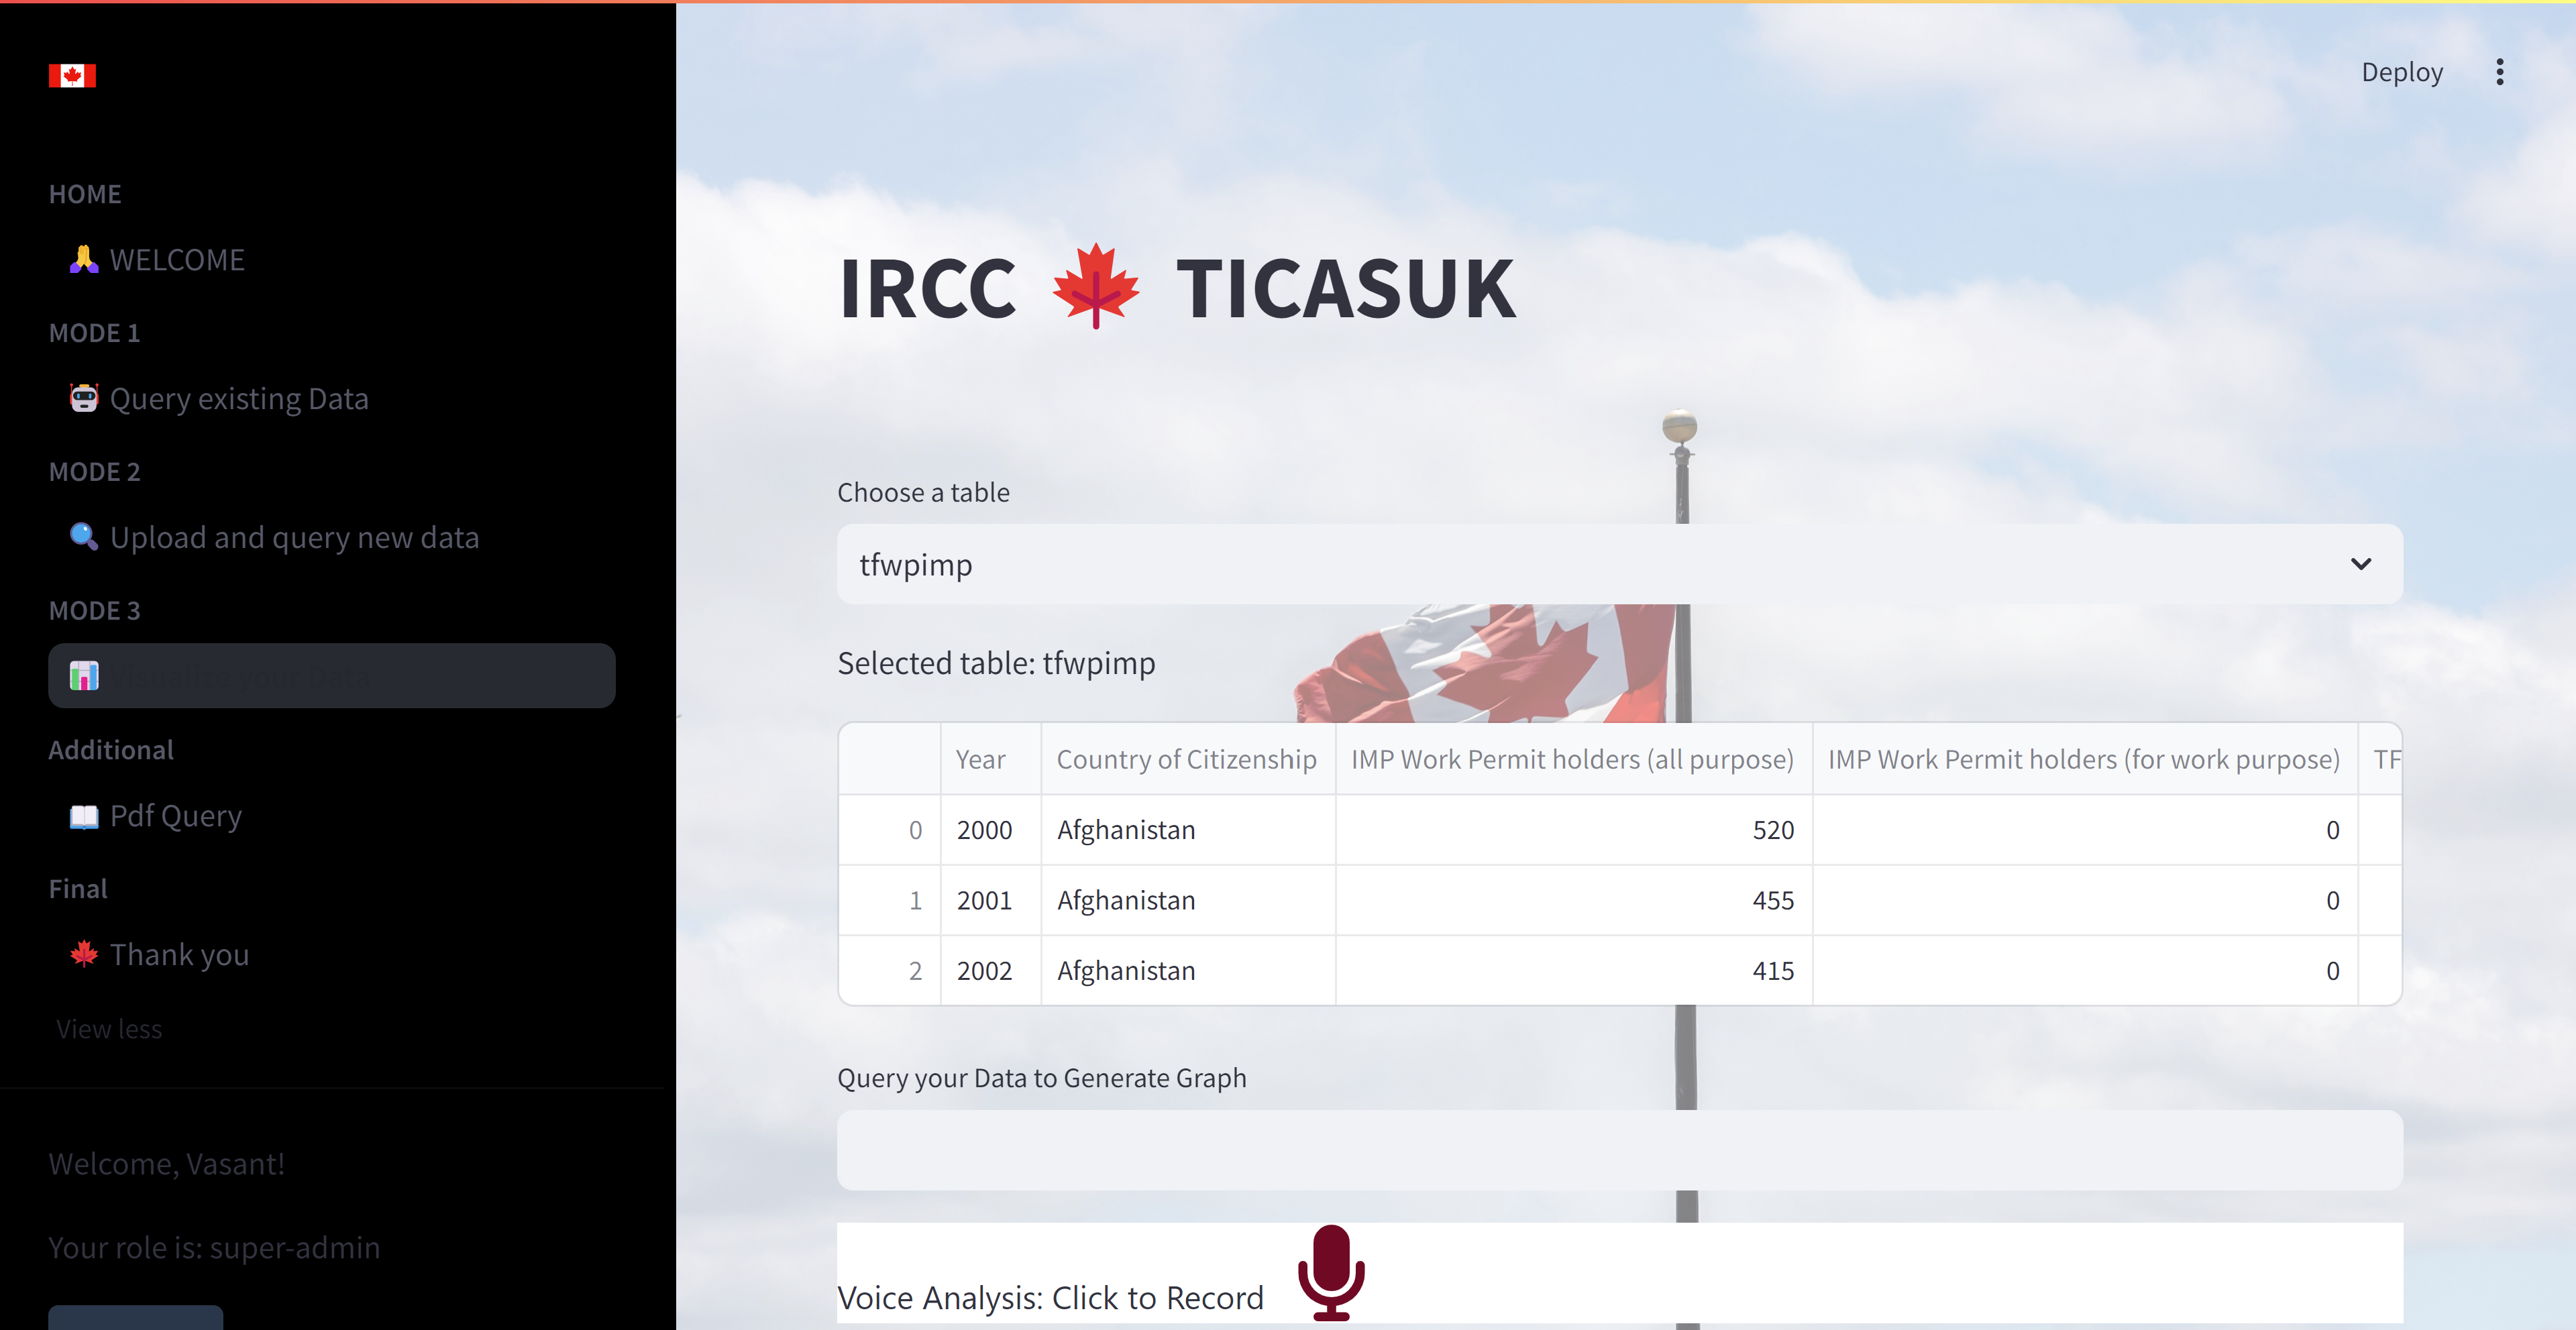 HOME
WELCOME
MODE 1
Query existing Data
MODE 2
Upload and query new data
MODE 3
Visualize your Data
Additional
Pdf Query
Final
Thank you
View less
Welcome, Vasant!
Your role is: super-admin
Deploy
IRCC TICASUK
Choose a table
tfwpimp
Selected table: tfwpimp
Year Country of Citizenship IMP Work Permit holders (all purpose) IMP Work Permit holders (for work purpose) TF
0 2000 Afghanistan 520 0
1 2001 Afghanistan 455 0
2 2002 Afghanistan 415 0
Query your Data to Generate Graph
Voice Analysis: Click to Record